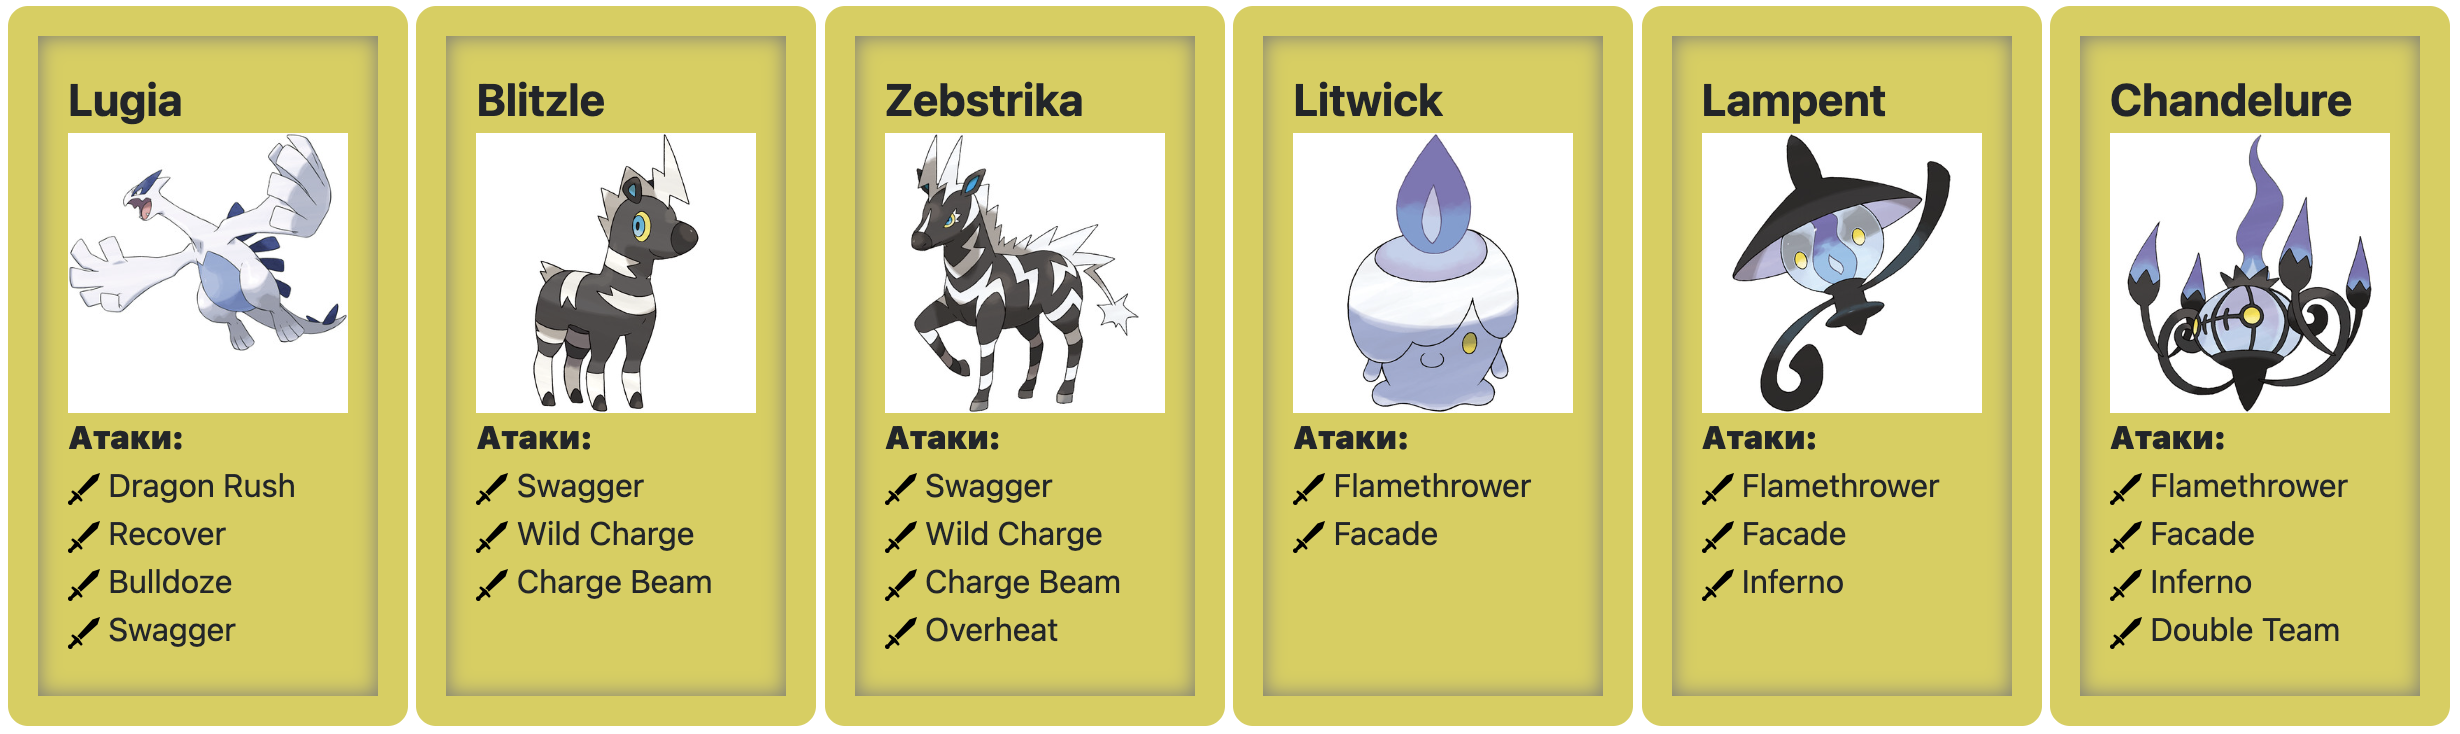 Lugia
Атаки:
Dragon Rush
Recover
Bulldoze
Swagger
Blitzle
Атаки:
Swagger
Wild Charge
Charge Beam
Zebstrika
Атаки:
Swagger
Wild Charge
Charge Beam
Overheat
Litwick
Атаки:
Flamethrower
Facade
Lampent
Атаки:
Flamethrower
Facade
Inferno
Chandelure
Атаки:
Flamethrower
Facade
Inferno
Double Team